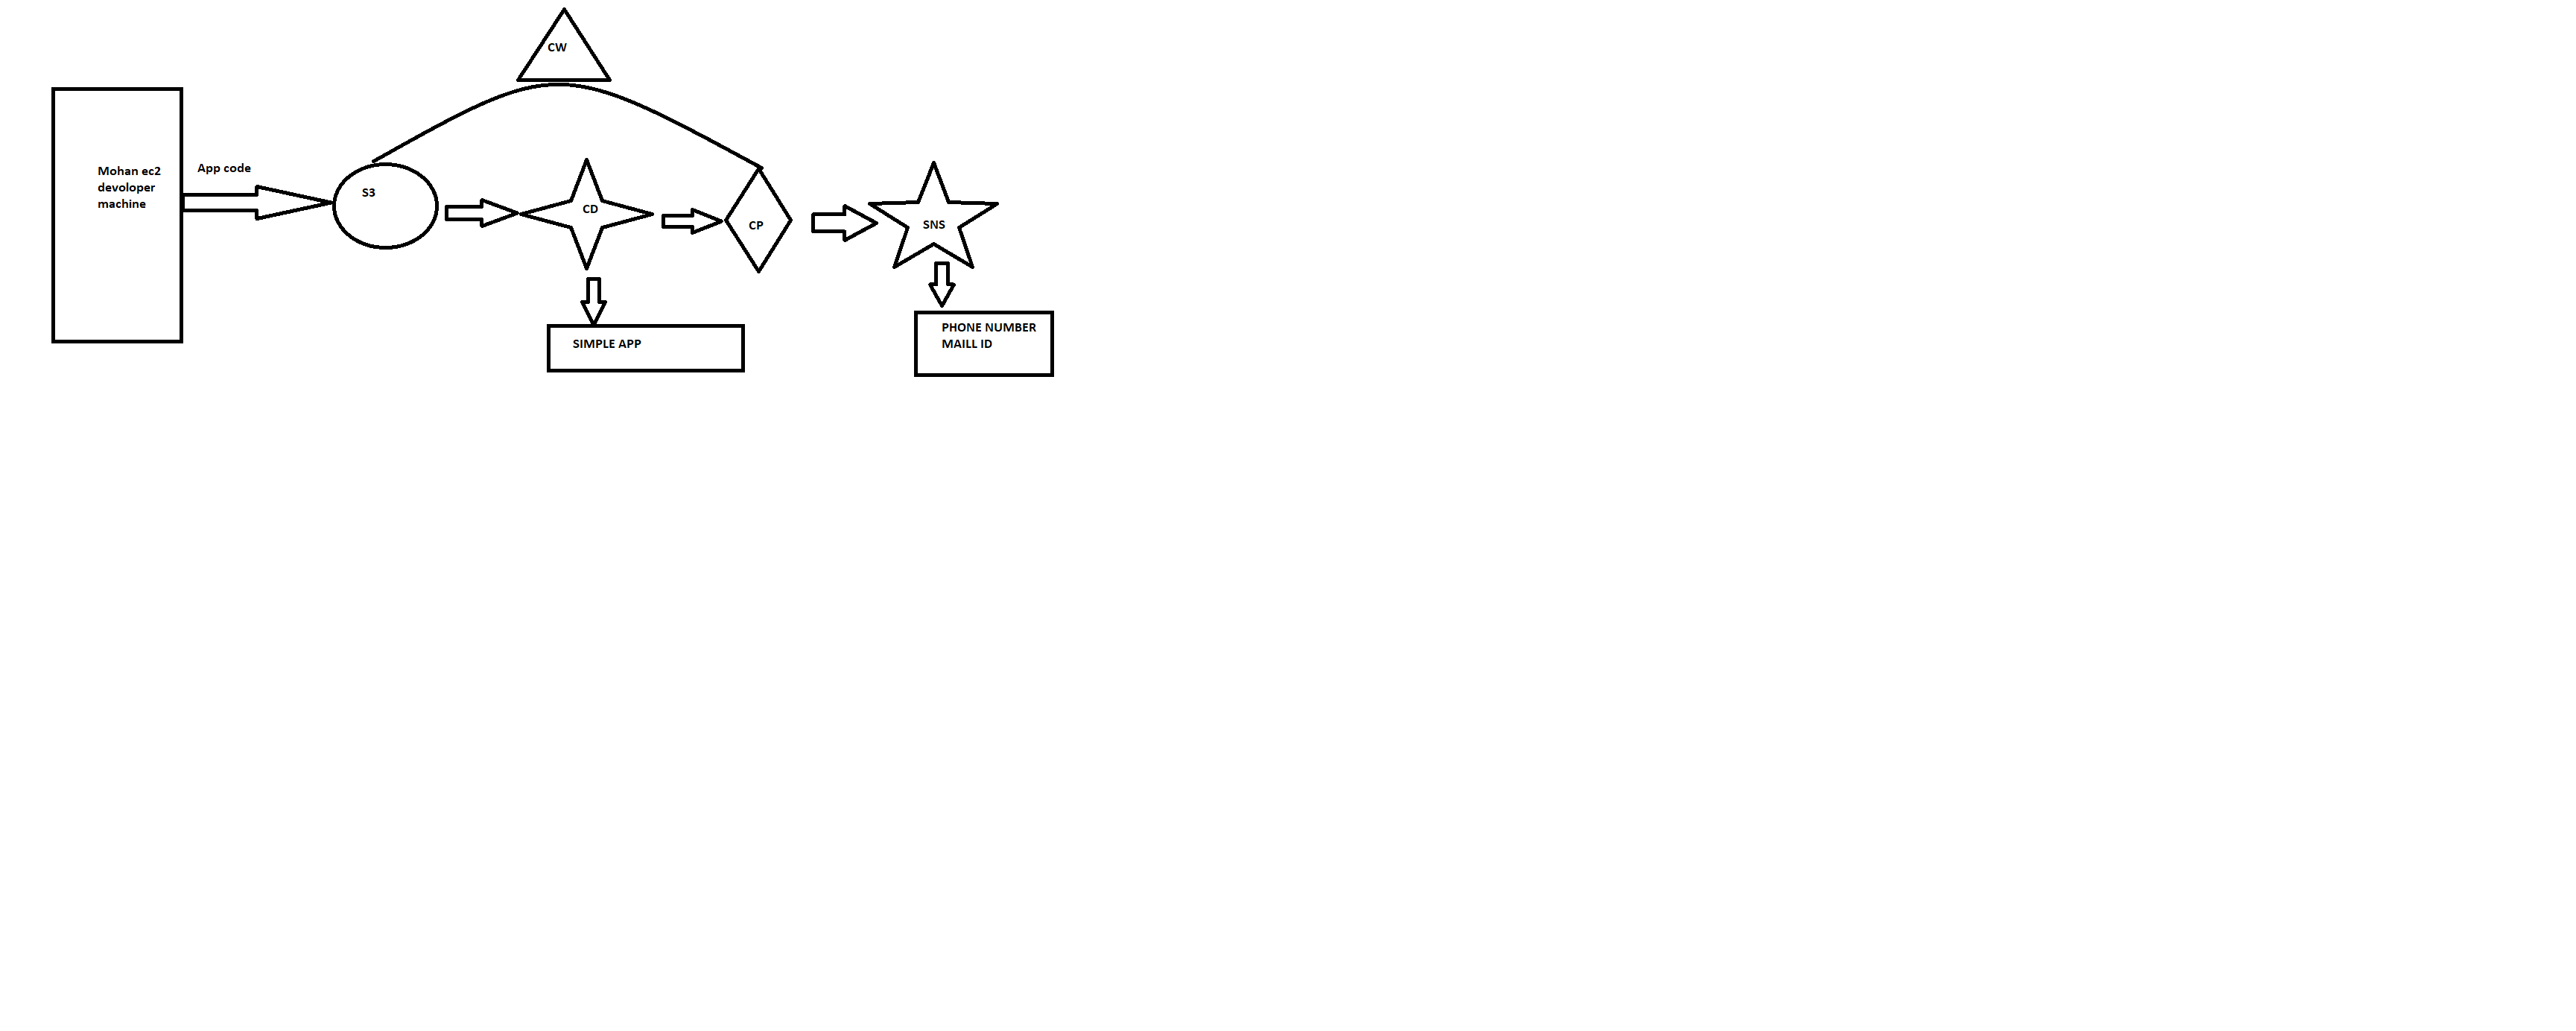 CW
Mohan ec2
devoloper
machine
App code
S3
CD
CP
SNS
SIMPLE APP
PHONE NUMBER
MAILL ID